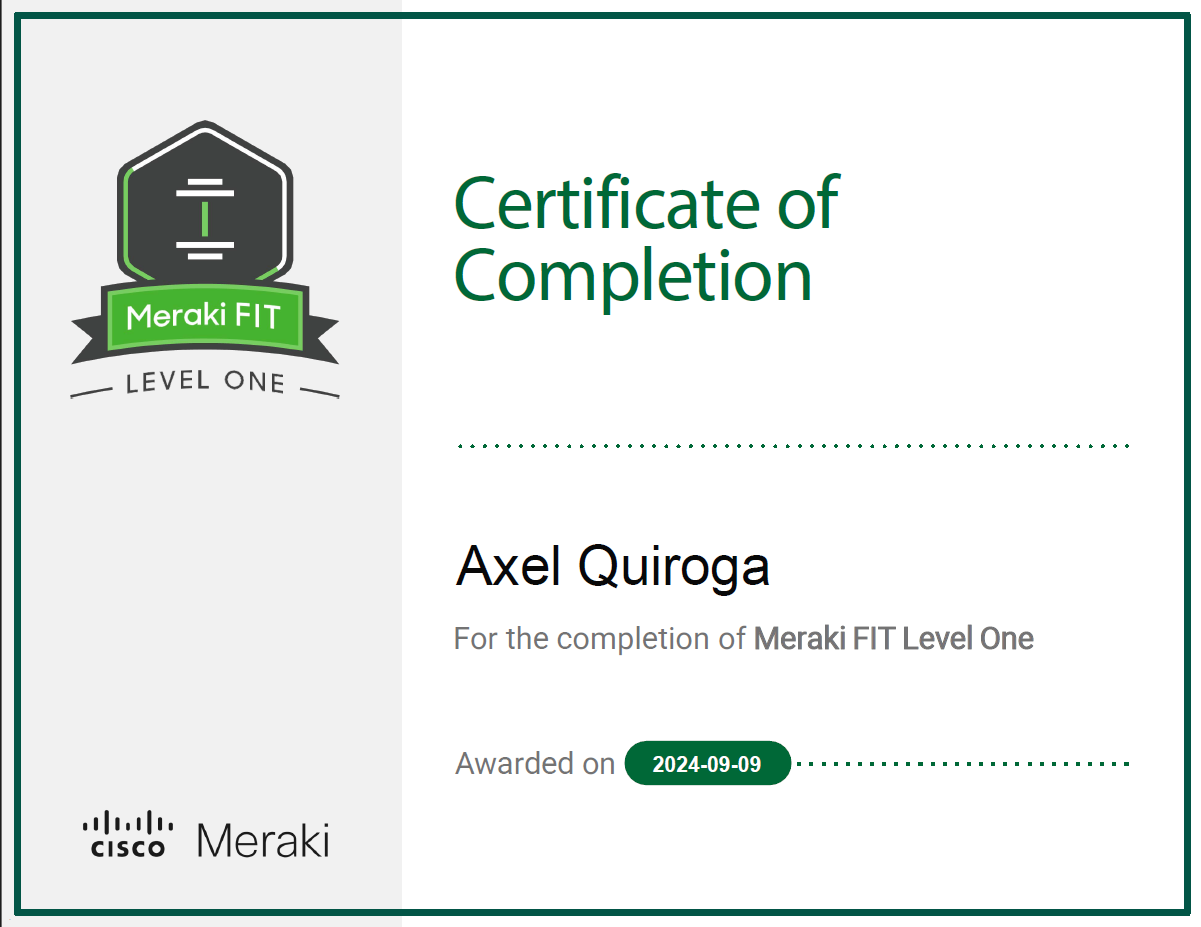 Meraki FIT
LEVEL ONE
Certificate of
Completion
Axel Quiroga
For the completion of Meraki FIT Level One
Awarded on 2024-09-09
CISCO Meraki